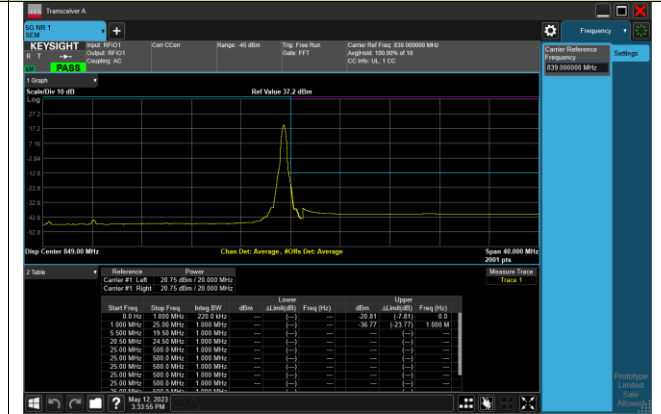 Transceiver A
5G NR 1
SEM
Frequency
KEYSIGHT
R T
PASS
Input: RFIO1
Output: RFIO1
Coupling: AC
Corr CCorr
Range: -45 dBm
Trig: Free Run
Gate: FFT
Carrier Ref Freq: 839.000000 MHz
Avg|Hold: 100.00% of 10
CC Info: UL, 1 CC
Carrier Reference
Frequency
839.000000 MHz
Settings
1 Graph
Scale/Div 10 dB
Ref Value 37.2 dBm
Log
27.2
17.2
7.16
-2.84
-12.8
-22.8
-32.8
-42.8
-52.8
Disp Center 849.00 MHz
Chan Det: Average , #Offs Det: Average
Span 40.000 MHz
2001 pts
2 Table
Reference Power
Carrier #1: Left 20.75 dBm / 20.000 MHz
Carrier #1: Right 20.75 dBm / 20.000 MHz
Measure Trace
Trace 1
Lower Upper
Start Freq Stop Freq Integ BW dBm ΔLimit(dB) Freq (Hz) dBm ΔLimit(dB) Freq (Hz)
0.0 Hz 1.000 MHz 220.0 kHz --- (---) --- -20.81 (-7.81) 0.0
1.000 MHz 25.00 MHz 1.000 MHz --- (---) --- -36.77 (-23.77) 1.000 M
5.500 MHz 19.50 MHz 1.000 MHz --- (---) --- --- (---) ---
20.50 MHz 24.50 MHz 1.000 MHz --- (---) --- --- (---) ---
25.00 MHz 500.0 MHz 1.000 MHz --- (---) --- --- (---) ---
25.00 MHz 500.0 MHz 1.000 MHz --- (---) --- --- (---) ---
25.00 MHz 500.0 MHz 1.000 MHz --- (---) --- --- (---) ---
25.00 MHz 500.0 MHz 1.000 MHz --- (---) --- --- (---) ---
25.00 MHz 500.0 MHz 1.000 MHz --- (---) --- --- (---) ---
Prototype
Limited
Sale
Allowed
May 12, 2023
3:33:55 PM